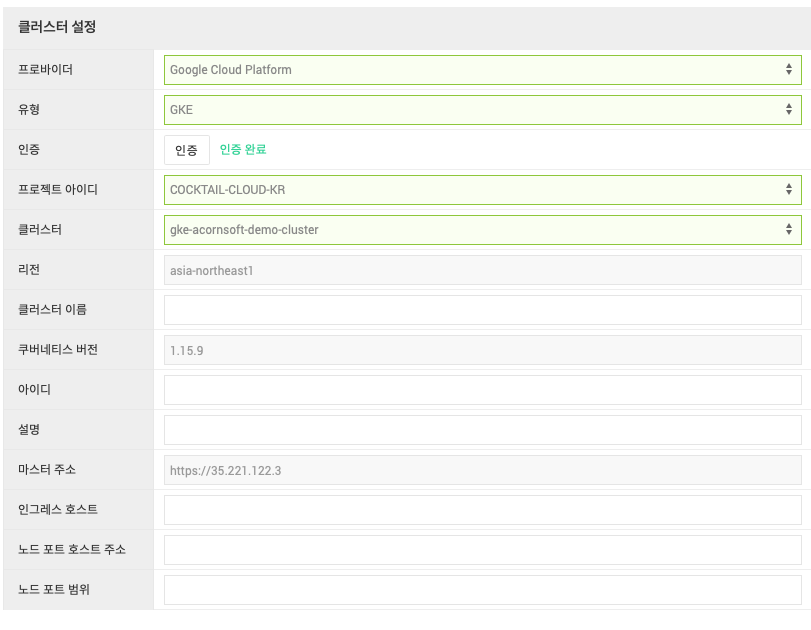 클러스터 설정
프로바이더 Google Cloud Platform
유형 GKE
인증 인증 인증 완료
프로젝트 아이디 COCKTAIL-CLOUD-KR
클러스터 gke-acornsoft-demo-cluster
리전 asia-northeast1
클러스터 이름
쿠버네티스 버전 1.15.9
아이디
설명
마스터 주소 https://35.221.122.3
인그레스 호스트
노드 포트 호스트 주소
노드 포트 범위